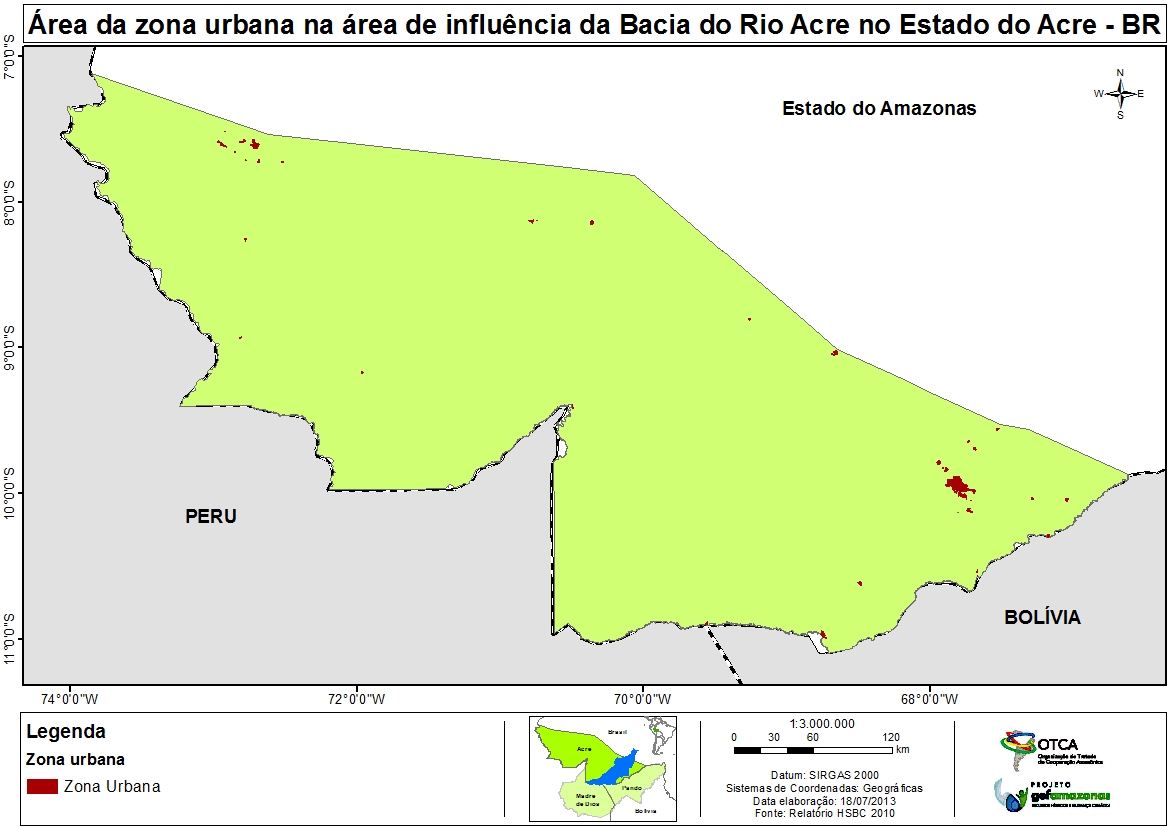 Área da zona urbana na área de influência da Bacia do Rio Acre no Estado do Acre - BR
7°0'0"S
8°0'0"S
9°0'0"S
10°0'0"S
11°0'0"S
Estado do Amazonas
N
W E
S
PERU
BOLÍVIA
74°0'0"W 72°0'0"W 70°0'0"W 68°0'0"W
Legenda
Zona urbana
Zona Urbana
Brasil
Acre
Pando
Madre
de Dios
Bolívia
1:3.000.000
0 30 60 120
km
Datum: SIRGAS 2000
Sistemas de Coordenadas: Geográficas
Data elaboração: 18/07/2013
Fonte: Relatório HSBC 2010
OTCA
Organização do Tratado
de Cooperação Amazônica
PROJETO
gefamazonas